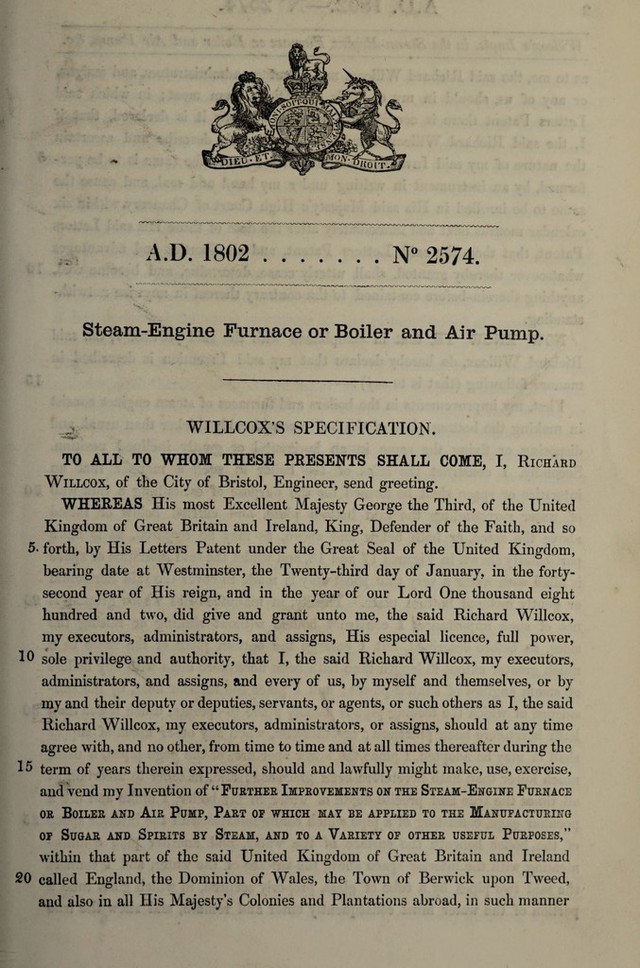 HONI SOIT QUI MAL
DIEU·ET· MON·DROIT·
A.D. 1802 . . . . . . . . Nº 2574.
Steam-Engine Furnace or Boiler and Air Pump.
WILLCOX'S SPECIFICATION.
TO ALL TO WHOM THESE PRESENTS SHALL COME, I, RICHARD
WILLCOX, of the City of Bristol, Engineer, send greeting.
WHEREAS His most Excellent Majesty George the Third, of the United
Kingdom of Great Britain and Ireland, King, Defender of the Faith, and so
5 forth, by His Letters Patent under the Great Seal of the United Kingdom,
bearing date at Westminster, the Twenty-third day of January, in the forty-
second year of His reign, and in the year of our Lord One thousand eight
hundred and two, did give and grant unto me, the said Richard Willcox,
my executors, administrators, and assigns, His especial licence, full power,
10 sole privilege and authority, that I, the said Richard Willcox, my executors,
administrators, and assigns, and every of us, by myself and themselves, or by
my and their deputy or deputies, servants, or agents, or such others as I, the said
Richard Willcox, my executors, administrators, or assigns, should at any time
agree with, and no other, from time to time and at all times thereafter during the
15 term of years therein expressed, should and lawfully might make, use, exercise,
and vend my Invention of "FURTHER IMPROVEMENTS ON THE STEAM-ENGINE FURNACE
OR BOILER AND AIR PUMP, PART OF WHICH MAY BE APPLIED TO THE MANUFACTURING
OF SUGAR AND SPIRITS BY STEAM, AND TO A VARIETY OF OTHER USEFUL PURPOSES,"
within that part of the said United Kingdom of Great Britain and Ireland
20 called England, the Dominion of Wales, the Town of Berwick upon Tweed,
and also in all His Majesty's Colonies and Plantations abroad, in such manner